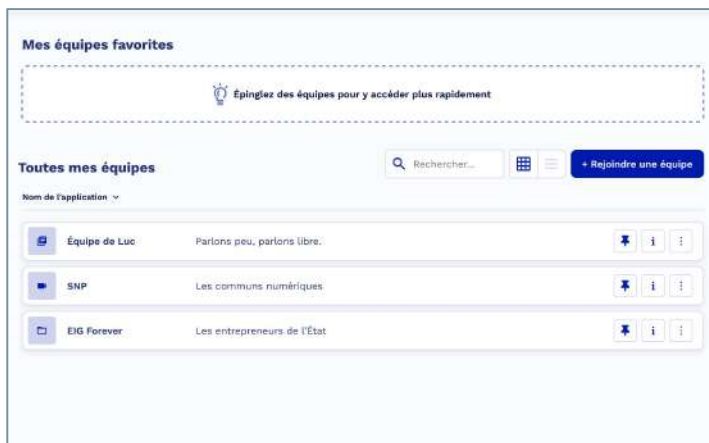 Mes équipes favorites
Épinglez des équipes pour y accéder plus rapidement
Toutes mes équipes
Rechercher...
+ Rejoindre une équipe
Nom de l'application
Équipe de Luc
Parlons peu, parlons libre.
i
SNP
Les communs numériques
i
EIG Forever
Les entrepreneurs de l'État
i